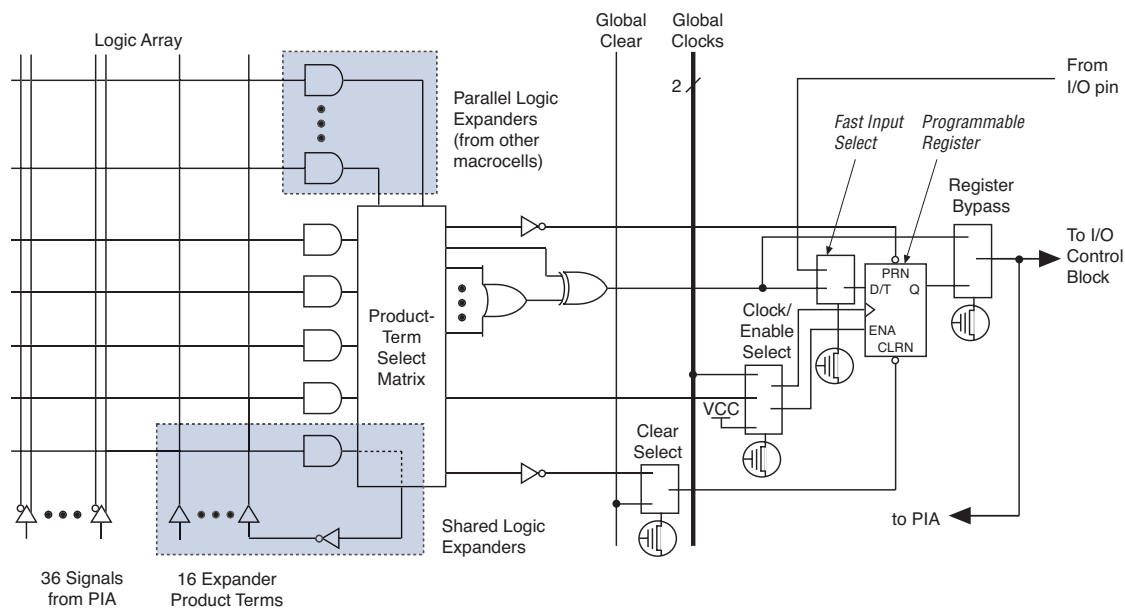 Logic Array
Global
Clear
Global
Clocks
2
From
I/O pin
Parallel Logic
Expanders
(from other
macrocells)
Fast Input
Select
Programmable
Register
Register
Bypass
To I/O
Control
Block
PRN
D/T
Q
ENA
CLRN
Product-
Term
Select
Matrix
Clock/
Enable
Select
VCC
Clear
Select
to PIA
Shared Logic
Expanders
36 Signals
from PIA
16 Expander
Product Terms